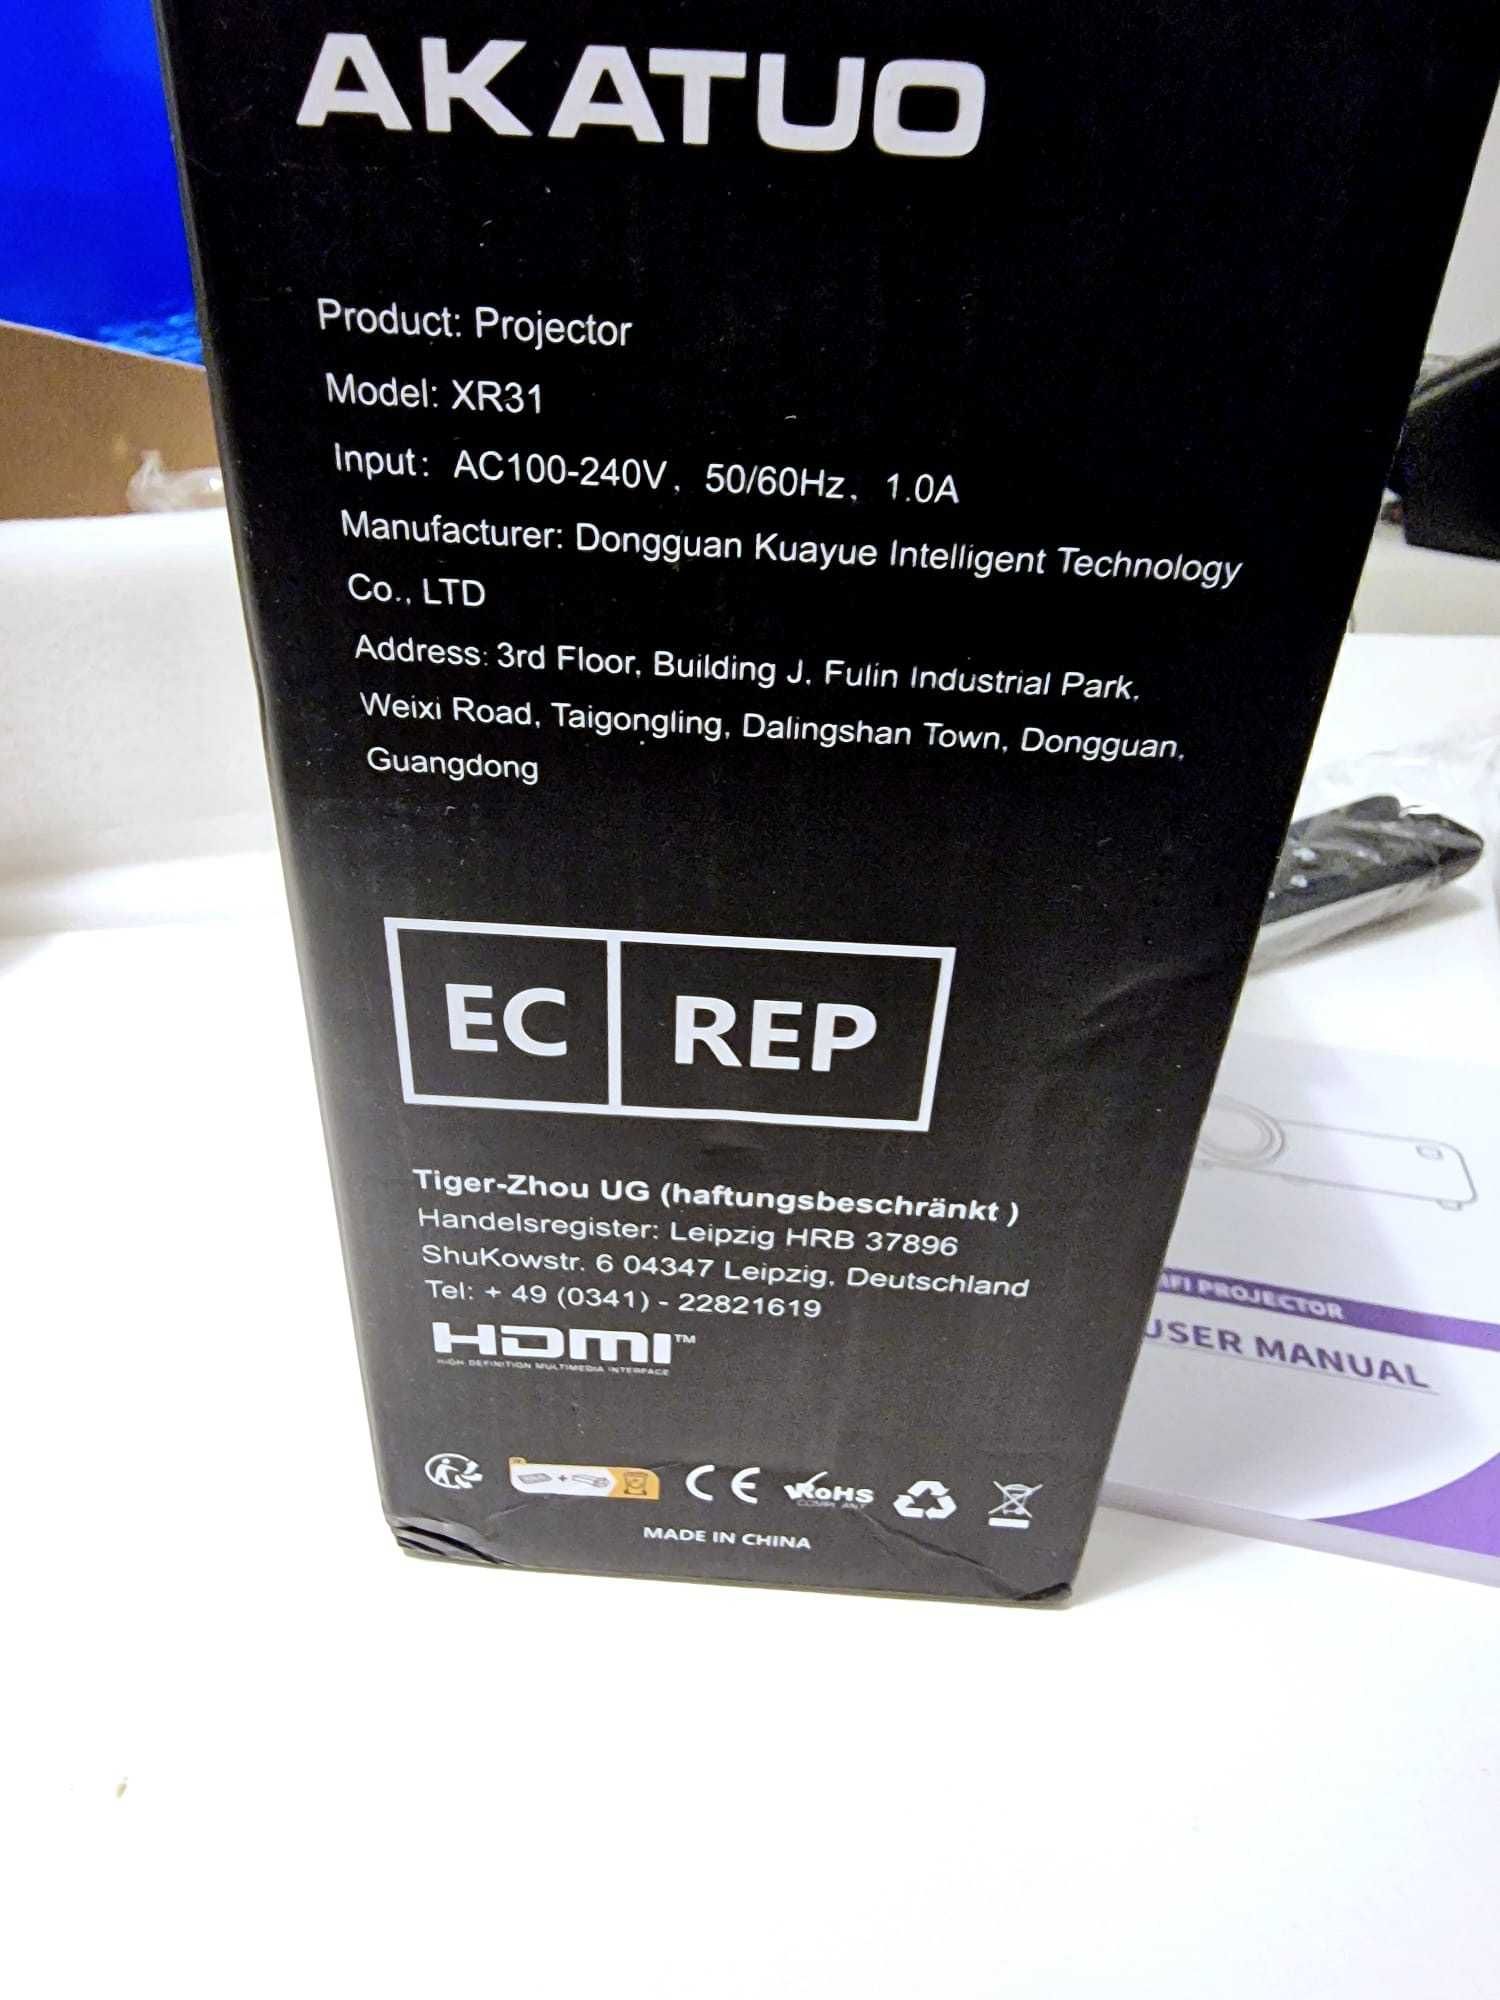 AKATUO
Product: Projector
Model: XR31
Input: AC100-240V, 50/60Hz, 1.0A
Manufacturer: Dongguan Kuayue Intelligent Technology
Co., LTD
Address: 3rd Floor, Building J, Fulin Industrial Park,
Weixi Road, Taigongling, Dalingshan Town, Dongguan,
Guangdong
EC REP
Tiger-Zhou UG (haftungsbeschränkt )
Handelsregister: Leipzig HRB 37896
ShuKowstr. 6 04347 Leipzig, Deutschland
Tel: + 49 (0341) - 22821619
HDMI™
HIGH DEFINITION MULTIMEDIA INTERFACE
CE RoHS
COMPLIANT
MADE IN CHINA
PROJECTOR
USER MANUAL